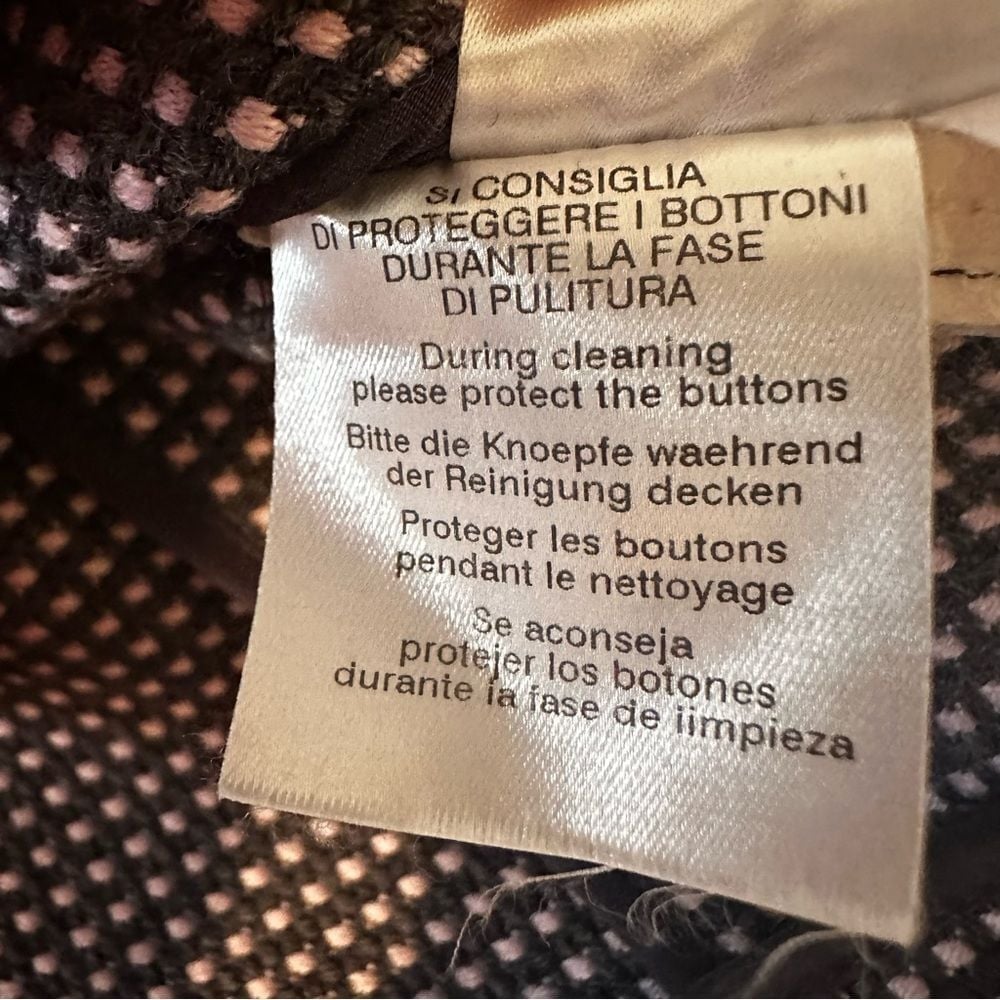 SI CONSIGLIA
DI PROTEGGERE I BOTTONI
DURANTE LA FASE
DI PULITURA
During cleaning
please protect the buttons
Bitte die Knoepfe waehrend
der Reinigung decken
Proteger les boutons
pendant le nettoyage
Se aconseja
protejer los botones
durante la fase de iimpieza